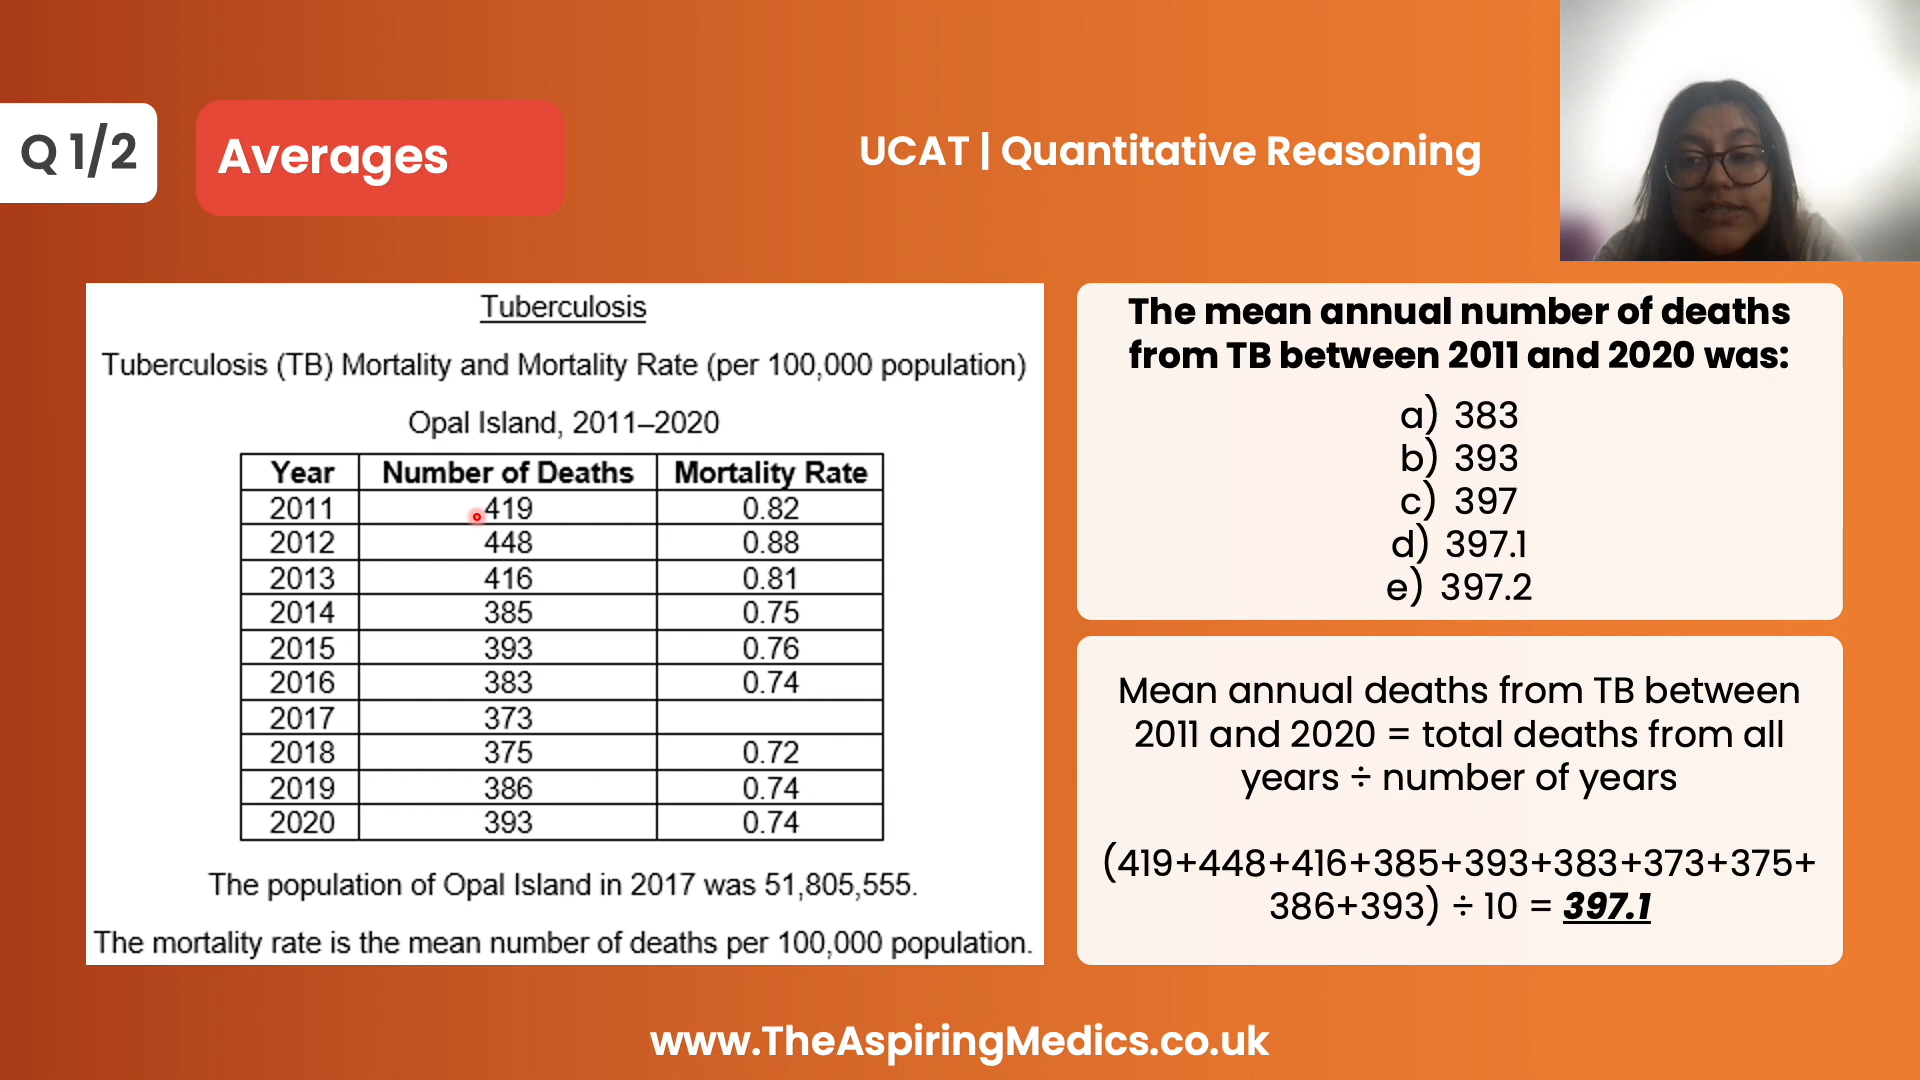 Q 1/2
Averages
UCAT | Quantitative Reasoning
Tuberculosis
Tuberculosis (TB) Mortality and Mortality Rate (per 100,000 population)
Opal Island, 2011–2020
Year Number of Deaths Mortality Rate
2011 419 0.82
2012 448 0.88
2013 416 0.81
2014 385 0.75
2015 393 0.76
2016 383 0.74
2017 373
2018 375 0.72
2019 386 0.74
2020 393 0.74
The population of Opal Island in 2017 was 51,805,555.
The mortality rate is the mean number of deaths per 100,000 population.
The mean annual number of deaths
from TB between 2011 and 2020 was:
a) 383
b) 393
c) 397
d) 397.1
e) 397.2
Mean annual deaths from TB between
2011 and 2020 = total deaths from all
years ÷ number of years
(419+448+416+385+393+383+373+375+
386+393) ÷ 10 = 397.1
www.TheAspiringMedics.co.uk